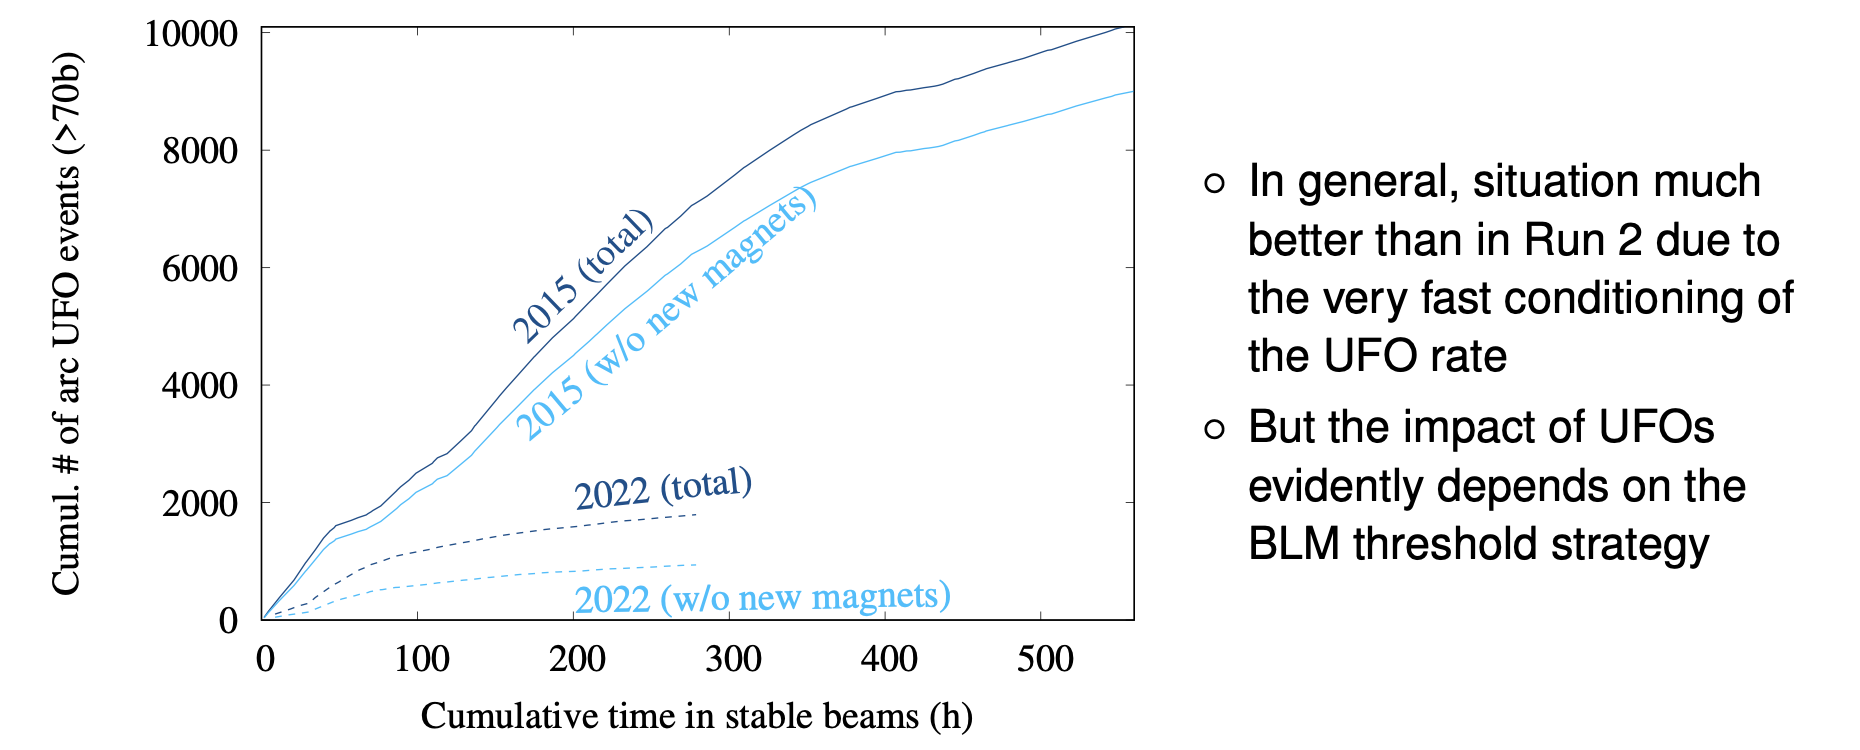 Cumul. # of arc UFO events (>70b)
10000
8000
6000
4000
2000
0
0 100 200 300 400 500
Cumulative time in stable beams (h)
2015 (total)
2015 (w/o new magnets)
2022 (total)
2022 (w/o new magnets)
○ In general, situation much
better than in Run 2 due to
the very fast conditioning of
the UFO rate
○ But the impact of UFOs
evidently depends on the
BLM threshold strategy